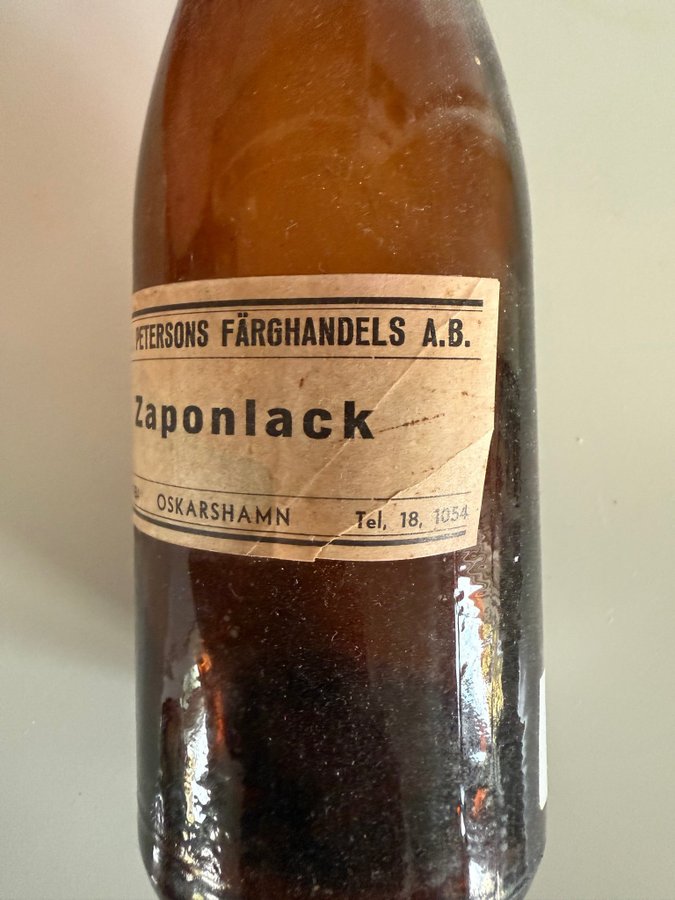 PETERSONS FÄRGHANDELS A.B.
Zaponlack
OSKARSHAMN Tel, 18, 1054